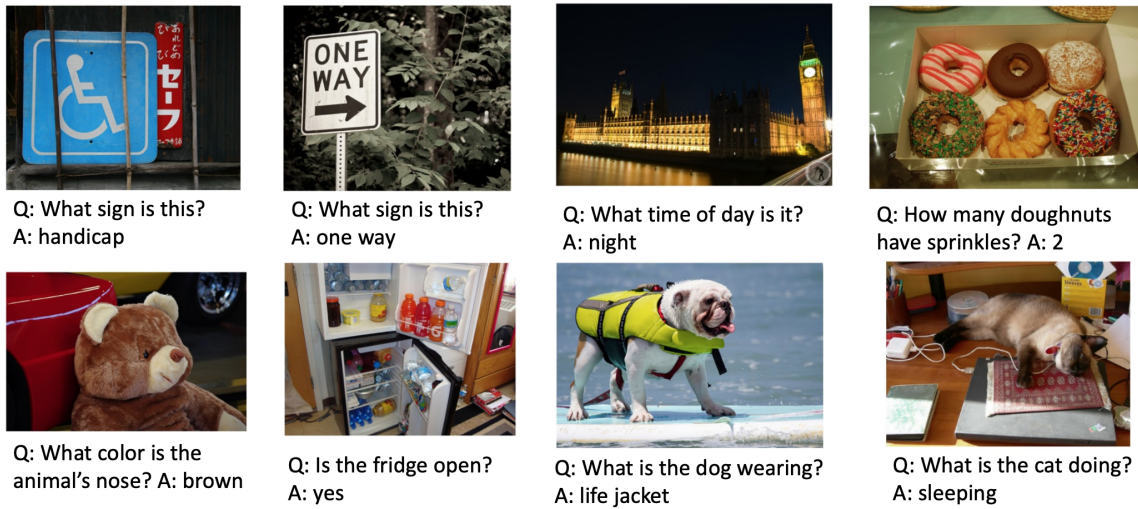 あれどめ
ひび
セーフ
ONE
WAY
Q: What sign is this?
A: handicap
Q: What sign is this?
A: one way
Q: What time of day is it?
A: night
Q: How many doughnuts
have sprinkles? A: 2
Q: What color is the
animal’s nose? A: brown
Q: Is the fridge open?
A: yes
Q: What is the dog wearing?
A: life jacket
Q: What is the cat doing?
A: sleeping